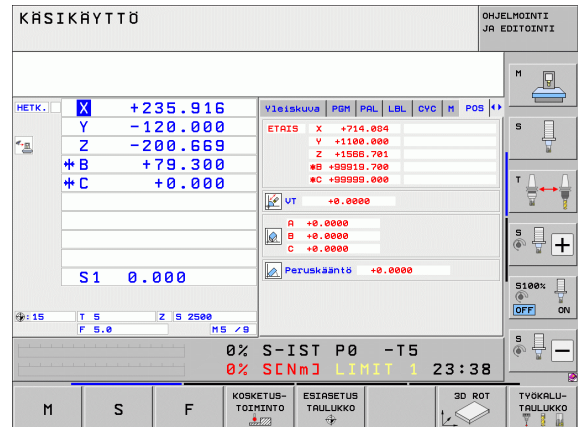 KÄSIKÄYTTÖ
OHJELMOINTI
JA EDITOINTI
HETK. X +235.916
Y -120.000
Z -200.669
B +79.300
C +0.000
S1 0.000
: 15 T 5 Z S 2500
F 5.0 M5 /9
Yleiskuva PGM PAL LBL CYC M POS
ETAIS X +714.084
Y +1100.000
Z +1566.701
*B +99919.700
*C +99999.000
VT +0.0000
A +0.0000
B +0.0000
C +0.0000
Peruskääntö +0.0000
0% S-IST P0 -T5
0% S[Nm] LIMIT 1 23:38
M
S
T
S +
S100%
OFF ON
S -
M
S
F
KOSKETUS-
TOIMINTO
ESIASETUS
TAULUKKO
3D ROT
TYÖKALU-
TAULUKKO